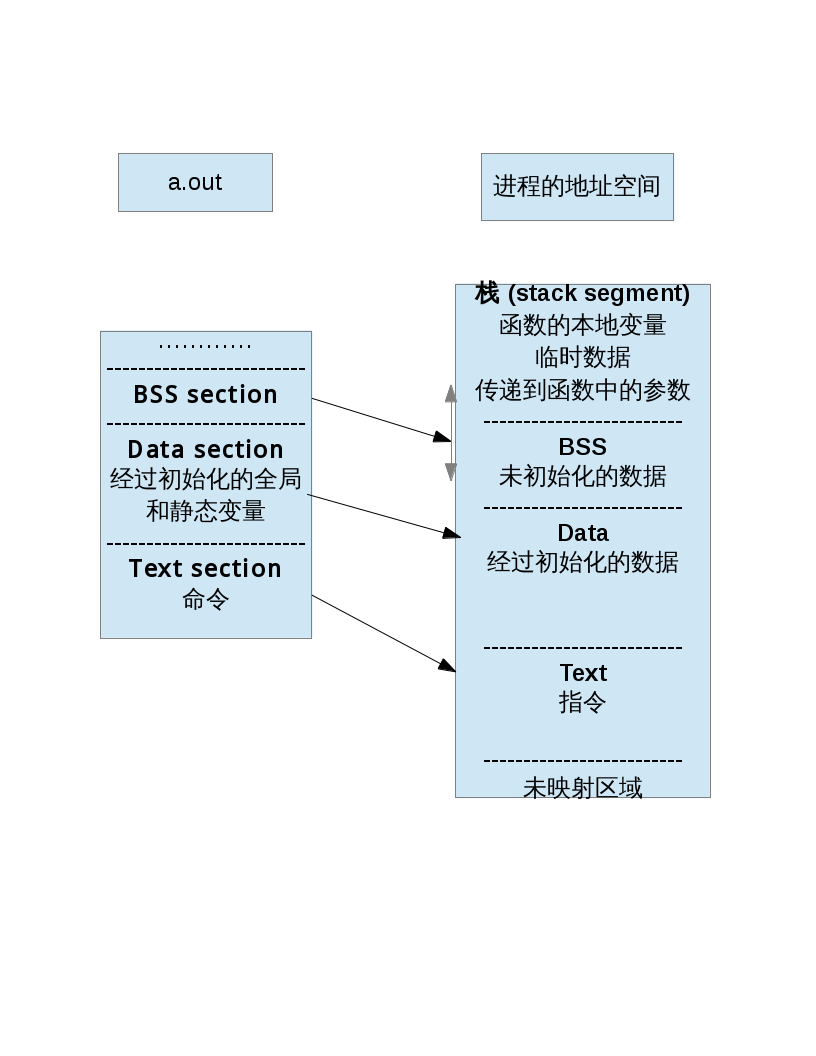 a.out
进程的地址空间
............
-------------------------
BSS section
-------------------------
Data section
经过初始化的全局
和静态变量
-------------------------
Text section
命令
栈 (stack segment)
函数的本地变量
临时数据
传递到函数中的参数
-------------------------
BSS
未初始化的数据
-------------------------
Data
经过初始化的数据
-------------------------
Text
指令
-------------------------
未映射区域